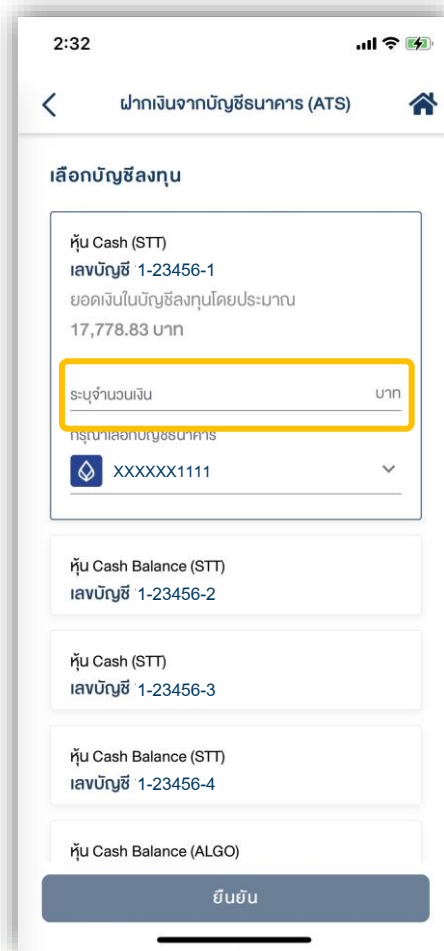 2:32
ฝากเงินจากบัญชีธนาคาร (ATS)
เลือกบัญชีลงทุน
หุ้น Cash (STT)
เลขบัญชี 1-23456-1
ยอดเงินในบัญชีลงทุนโดยประมาณ
17,778.83 บาท
ระบุจำนวนเงิน บาท
กรุณาเลือกบัญชีธนาคาร
XXXXXX1111
หุ้น Cash Balance (STT)
เลขบัญชี 1-23456-2
หุ้น Cash (STT)
เลขบัญชี 1-23456-3
หุ้น Cash Balance (STT)
เลขบัญชี 1-23456-4
หุ้น Cash Balance (ALGO)
ยืนยัน